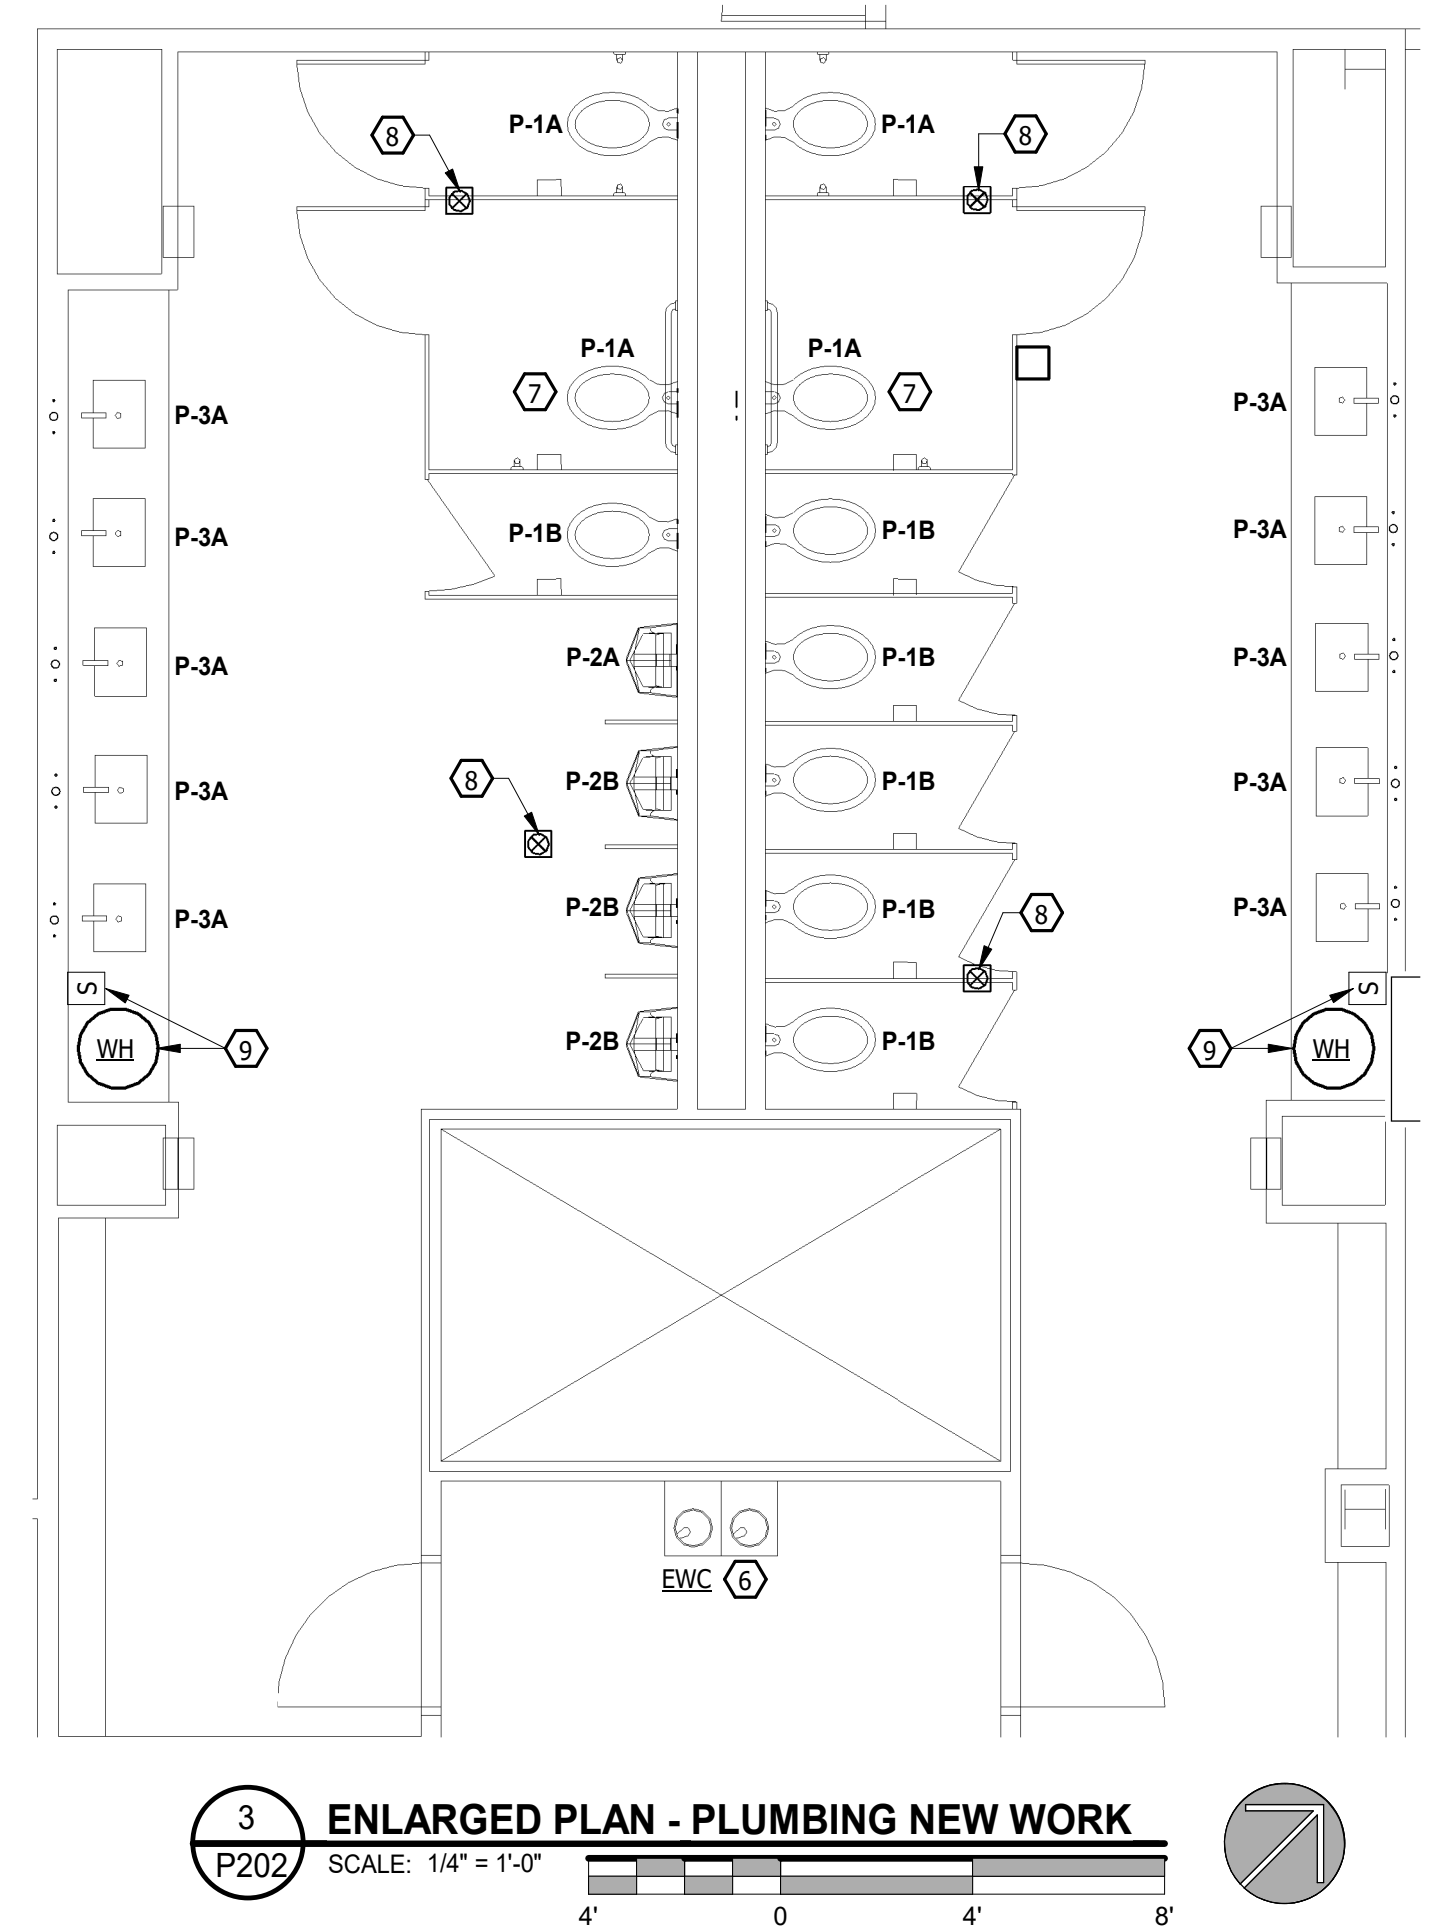 P-1A P-1A
8 8
P-1A P-1A
7 7
P-3A P-3A
P-3A P-1B P-1B P-3A
P-3A P-2A P-1B P-3A
8
P-3A P-2B P-1B P-3A
P-3A P-2B P-1B 8 P-3A
S S
WH 9 P-2B P-1B 9 WH
EWC 6
3 ENLARGED PLAN - PLUMBING NEW WORK
P202 SCALE: 1/4" = 1'-0"
4' 0 4' 8'